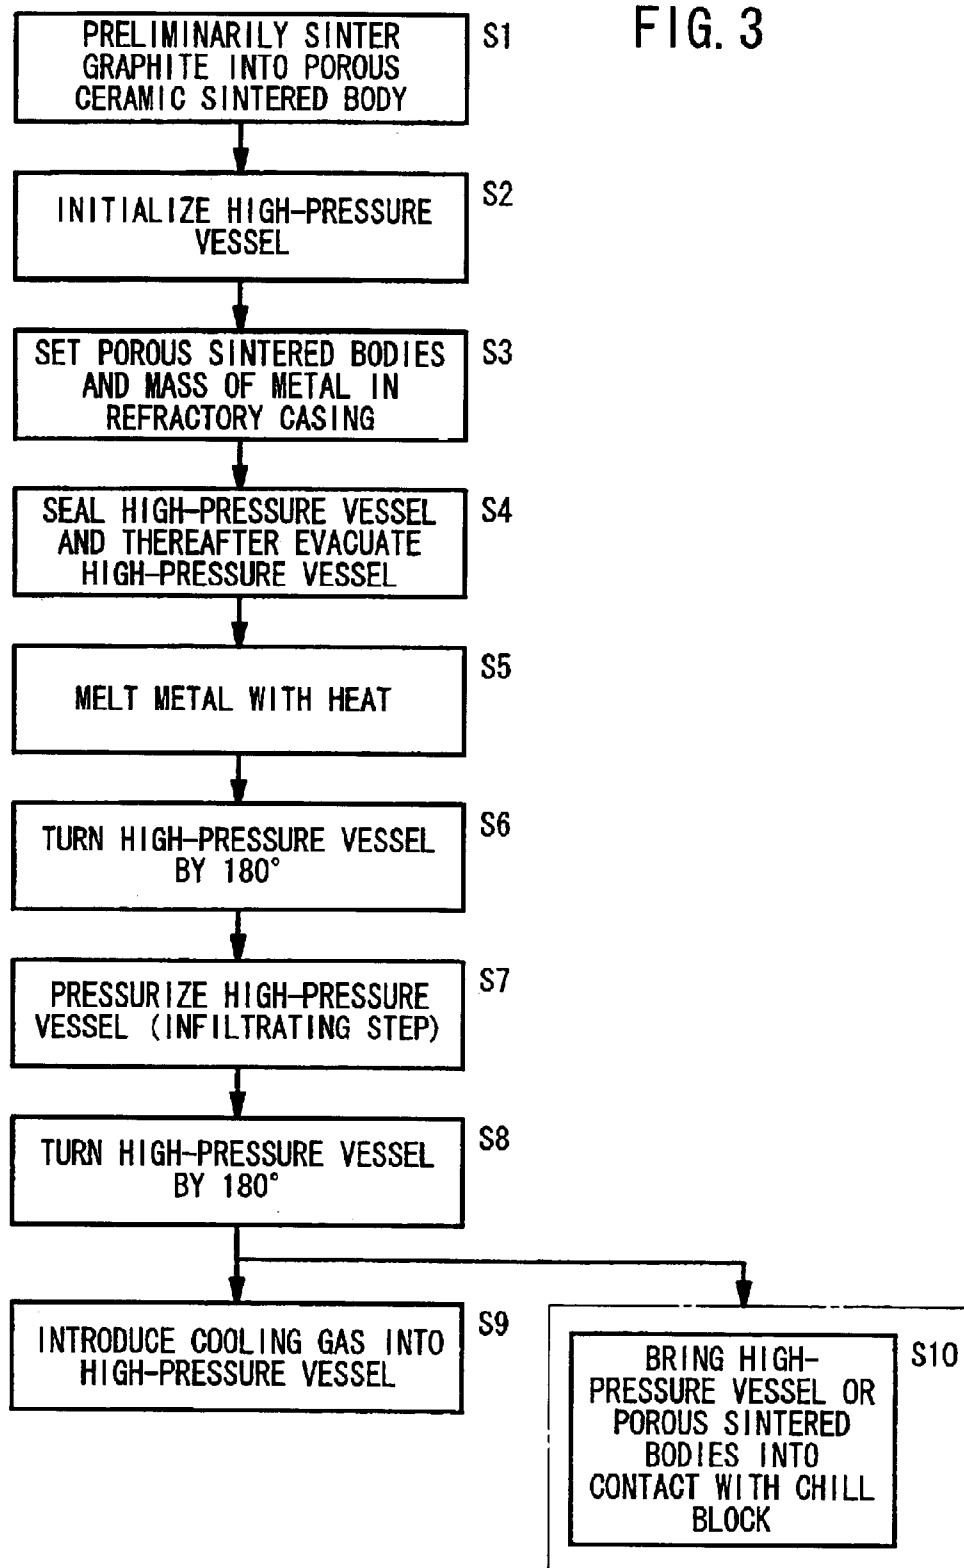 FIG. 3
PRELIMINARILY SINTER
GRAPHITE INTO POROUS
CERAMIC SINTERED BODY
S1
INITIALIZE HIGH-PRESSURE
VESSEL
S2
SET POROUS SINTERED BODIES
AND MASS OF METAL IN
REFRACTORY CASING
S3
SEAL HIGH-PRESSURE VESSEL
AND THEREAFTER EVACUATE
HIGH-PRESSURE VESSEL
S4
MELT METAL WITH HEAT
S5
TURN HIGH-PRESSURE VESSEL
BY 180°
S6
PRESSURIZE HIGH-PRESSURE
VESSEL (INFILTRATING STEP)
S7
TURN HIGH-PRESSURE VESSEL
BY 180°
S8
INTRODUCE COOLING GAS INTO
HIGH-PRESSURE VESSEL
S9
BRING HIGH-
PRESSURE VESSEL OR
POROUS SINTERED
BODIES INTO
CONTACT WITH CHILL
BLOCK
S10